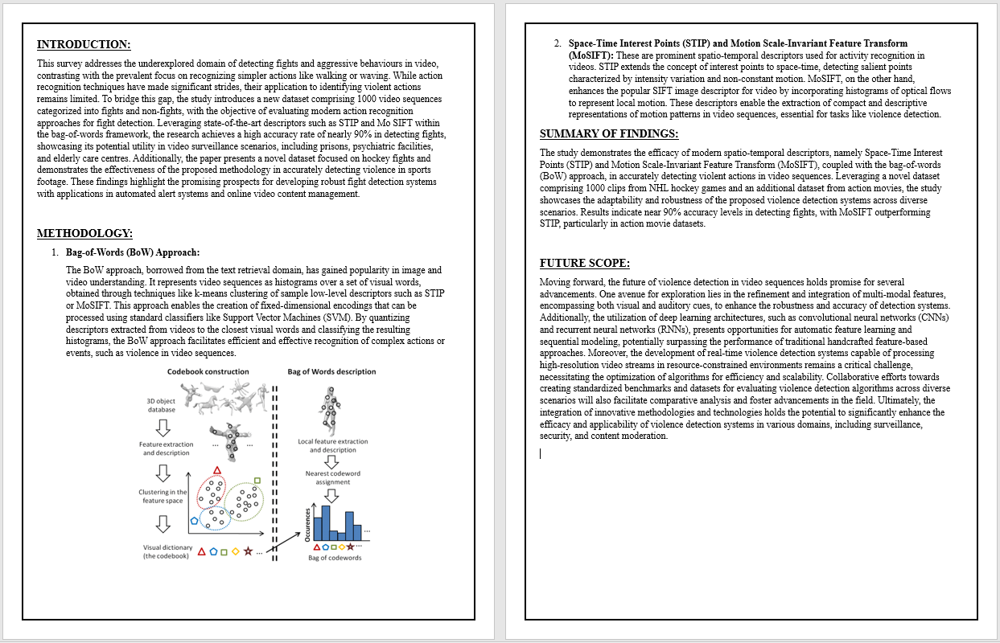 INTRODUCTION:
This survey addresses the underexplored domain of detecting fights and aggressive behaviours in video,
contrasting with the prevalent focus on recognizing simpler actions like walking or waving. While action
recognition techniques have made significant strides, their application to identifying violent actions
remains limited. To bridge this gap, the study introduces a new dataset comprising 1000 video sequences
categorized into fights and non-fights, with the objective of evaluating modern action recognition
approaches for fight detection. Leveraging state-of-the-art descriptors such as STIP and Mo SIFT within
the bag-of-words framework, the research achieves a high accuracy rate of nearly 90% in detecting fights,
showcasing its potential utility in video surveillance scenarios, including prisons, psychiatric facilities,
and elderly care centres. Additionally, the paper presents a novel dataset focused on hockey fights and
demonstrates the effectiveness of the proposed methodology in accurately detecting violence in sports
footage. These findings highlight the promising prospects for developing robust fight detection systems
with applications in automated alert systems and online video content management.
METHODOLOGY:
1. Bag-of-Words (BoW) Approach:
The BoW approach, borrowed from the text retrieval domain, has gained popularity in image and
video understanding. It represents video sequences as histograms over a set of visual words,
obtained through techniques like k-means clustering of sample low-level descriptors such as STIP
or MoSIFT. This approach enables the creation of fixed-dimensional encodings that can be
processed using standard classifiers like Support Vector Machines (SVM). By quantizing
descriptors extracted from videos to the closest visual words and classifying the resulting
histograms, the BoW approach facilitates efficient and effective recognition of complex actions or
events, such as violence in video sequences.
Codebook construction
3D object
database
Feature extraction
and description
... ...
Clustering in the
feature space
Visual dictionary
(the codebook)
...
Bag of Words description
Local feature extraction
and description
Nearest codeword
assignment
Occurences
...
...
Bag of codewords
2. Space-Time Interest Points (STIP) and Motion Scale-Invariant Feature Transform
(MoSIFT): These are prominent spatio-temporal descriptors used for activity recognition in
videos. STIP extends the concept of interest points to space-time, detecting salient points
characterized by intensity variation and non-constant motion. MoSIFT, on the other hand,
enhances the popular SIFT image descriptor for video by incorporating histograms of optical flows
to represent local motion. These descriptors enable the extraction of compact and descriptive
representations of motion patterns in video sequences, essential for tasks like violence detection.
SUMMARY OF FINDINGS:
The study demonstrates the efficacy of modern spatio-temporal descriptors, namely Space-Time Interest
Points (STIP) and Motion Scale-Invariant Feature Transform (MoSIFT), coupled with the bag-of-words
(BoW) approach, in accurately detecting violent actions in video sequences. Leveraging a novel dataset
comprising 1000 clips from NHL hockey games and an additional dataset from action movies, the study
showcases the adaptability and robustness of the proposed violence detection systems across diverse
scenarios. Results indicate near 90% accuracy levels in detecting fights, with MoSIFT outperforming
STIP, particularly in action movie datasets.
FUTURE SCOPE:
Moving forward, the future of violence detection in video sequences holds promise for several
advancements. One avenue for exploration lies in the refinement and integration of multi-modal features,
encompassing both visual and auditory cues, to enhance the robustness and accuracy of detection systems.
Additionally, the utilization of deep learning architectures, such as convolutional neural networks (CNNs)
and recurrent neural networks (RNNs), presents opportunities for automatic feature learning and
sequential modeling, potentially surpassing the performance of traditional handcrafted feature-based
approaches. Moreover, the development of real-time violence detection systems capable of processing
high-resolution video streams in resource-constrained environments remains a critical challenge,
necessitating the optimization of algorithms for efficiency and scalability. Collaborative efforts towards
creating standardized benchmarks and datasets for evaluating violence detection algorithms across diverse
scenarios will also facilitate comparative analysis and foster advancements in the field. Ultimately, the
integration of innovative methodologies and technologies holds the potential to significantly enhance the
efficacy and applicability of violence detection systems in various domains, including surveillance,
security, and content moderation.